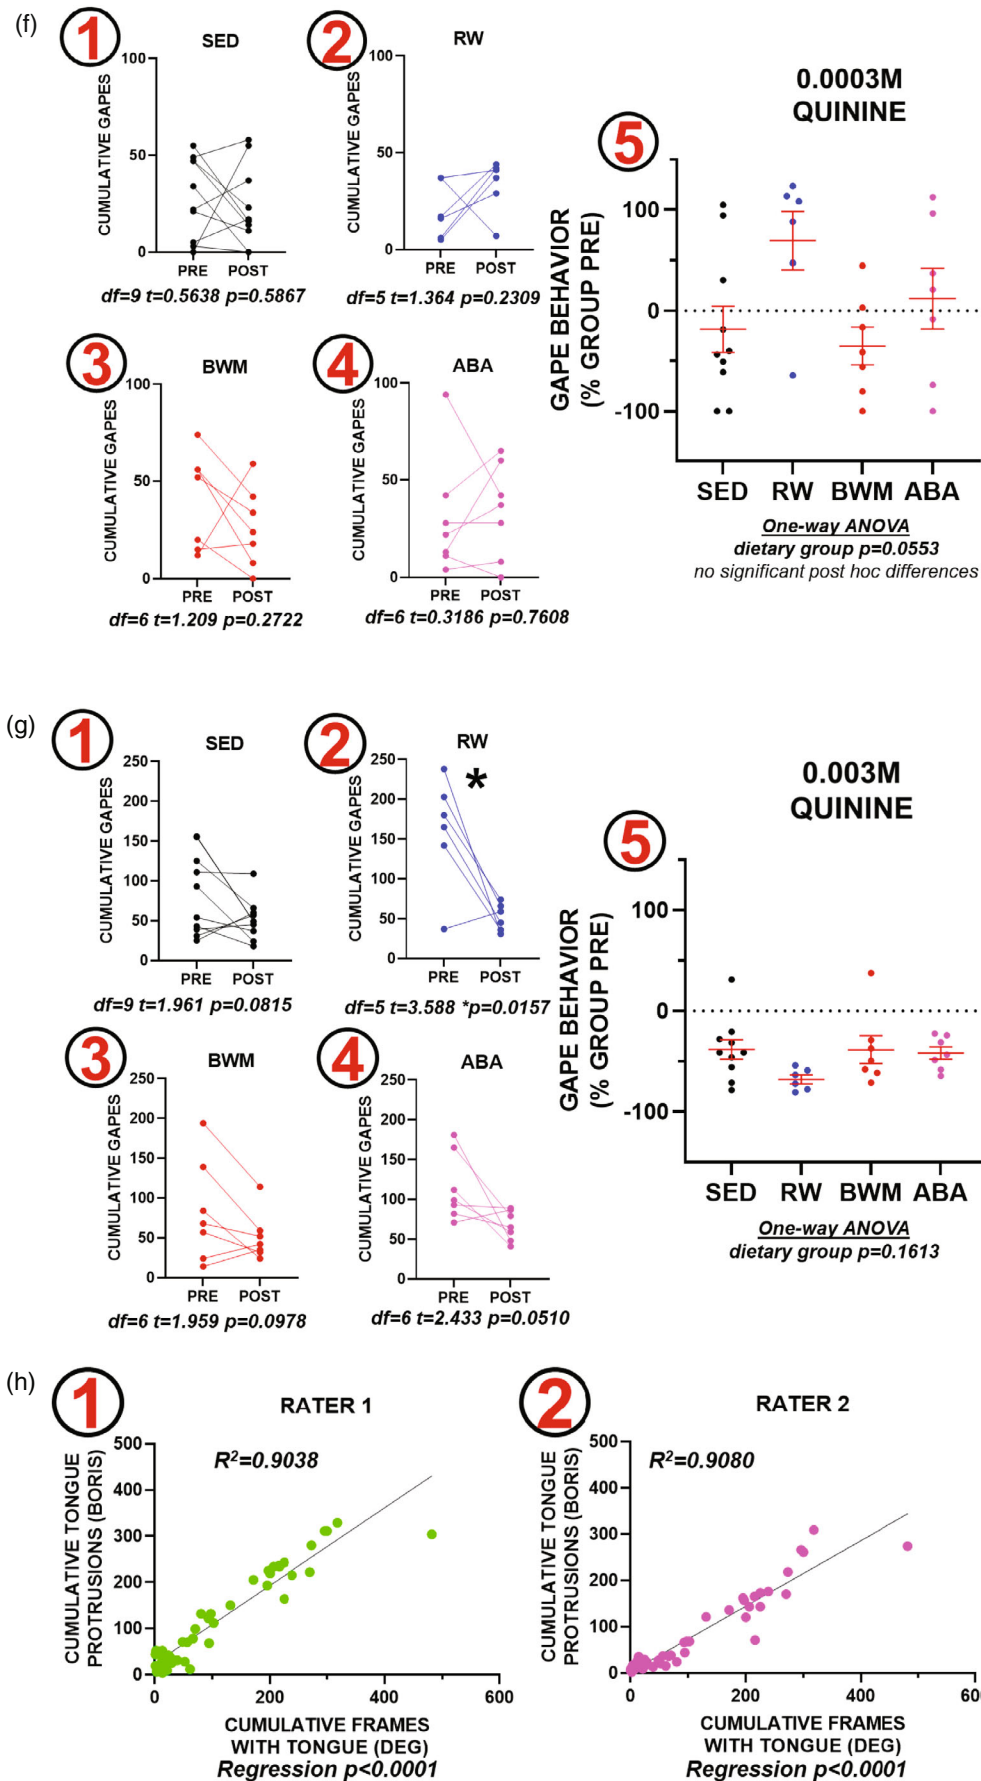 (f)
1
SED
CUMULATIVE GAPES
100
50
0
PRE POST
df=9 t=0.5638 p=0.5867
2
RW
CUMULATIVE GAPES
100
50
0
PRE POST
df=5 t=1.364 p=0.2309
3
BWM
CUMULATIVE GAPES
100
50
0
PRE POST
df=6 t=1.209 p=0.2722
4
ABA
CUMULATIVE GAPES
100
50
0
PRE POST
df=6 t=0.3186 p=0.7608
0.0003M
QUININE
5
GAPE BEHAVIOR
(% GROUP PRE)
100
0
-100
SED RW BWM ABA
One-way ANOVA
dietary group p=0.0553
no significant post hoc differences
(g)
1
SED
CUMULATIVE GAPES
250
200
150
100
50
0
PRE POST
df=9 t=1.961 p=0.0815
2
RW
*
CUMULATIVE GAPES
250
200
150
100
50
0
PRE POST
df=5 t=3.588 *p=0.0157
3
BWM
CUMULATIVE GAPES
250
200
150
100
50
0
PRE POST
df=6 t=1.959 p=0.0978
4
ABA
CUMULATIVE GAPES
250
200
150
100
50
0
PRE POST
df=6 t=2.433 p=0.0510
0.003M
QUININE
5
GAPE BEHAVIOR
(% GROUP PRE)
100
0
-100
SED RW BWM ABA
One-way ANOVA
dietary group p=0.1613
(h)
1
RATER 1
CUMULATIVE TONGUE
PROTRUSIONS (BORIS)
500
400
300
200
100
0
R²=0.9038
0 200 400 600
CUMULATIVE FRAMES
WITH TONGUE (DEG)
Regression p<0.0001
2
RATER 2
CUMULATIVE TONGUE
PROTRUSIONS (BORIS)
500
400
300
200
100
0
R²=0.9080
0 200 400 600
CUMULATIVE FRAMES
WITH TONGUE (DEG)
Regression p<0.0001